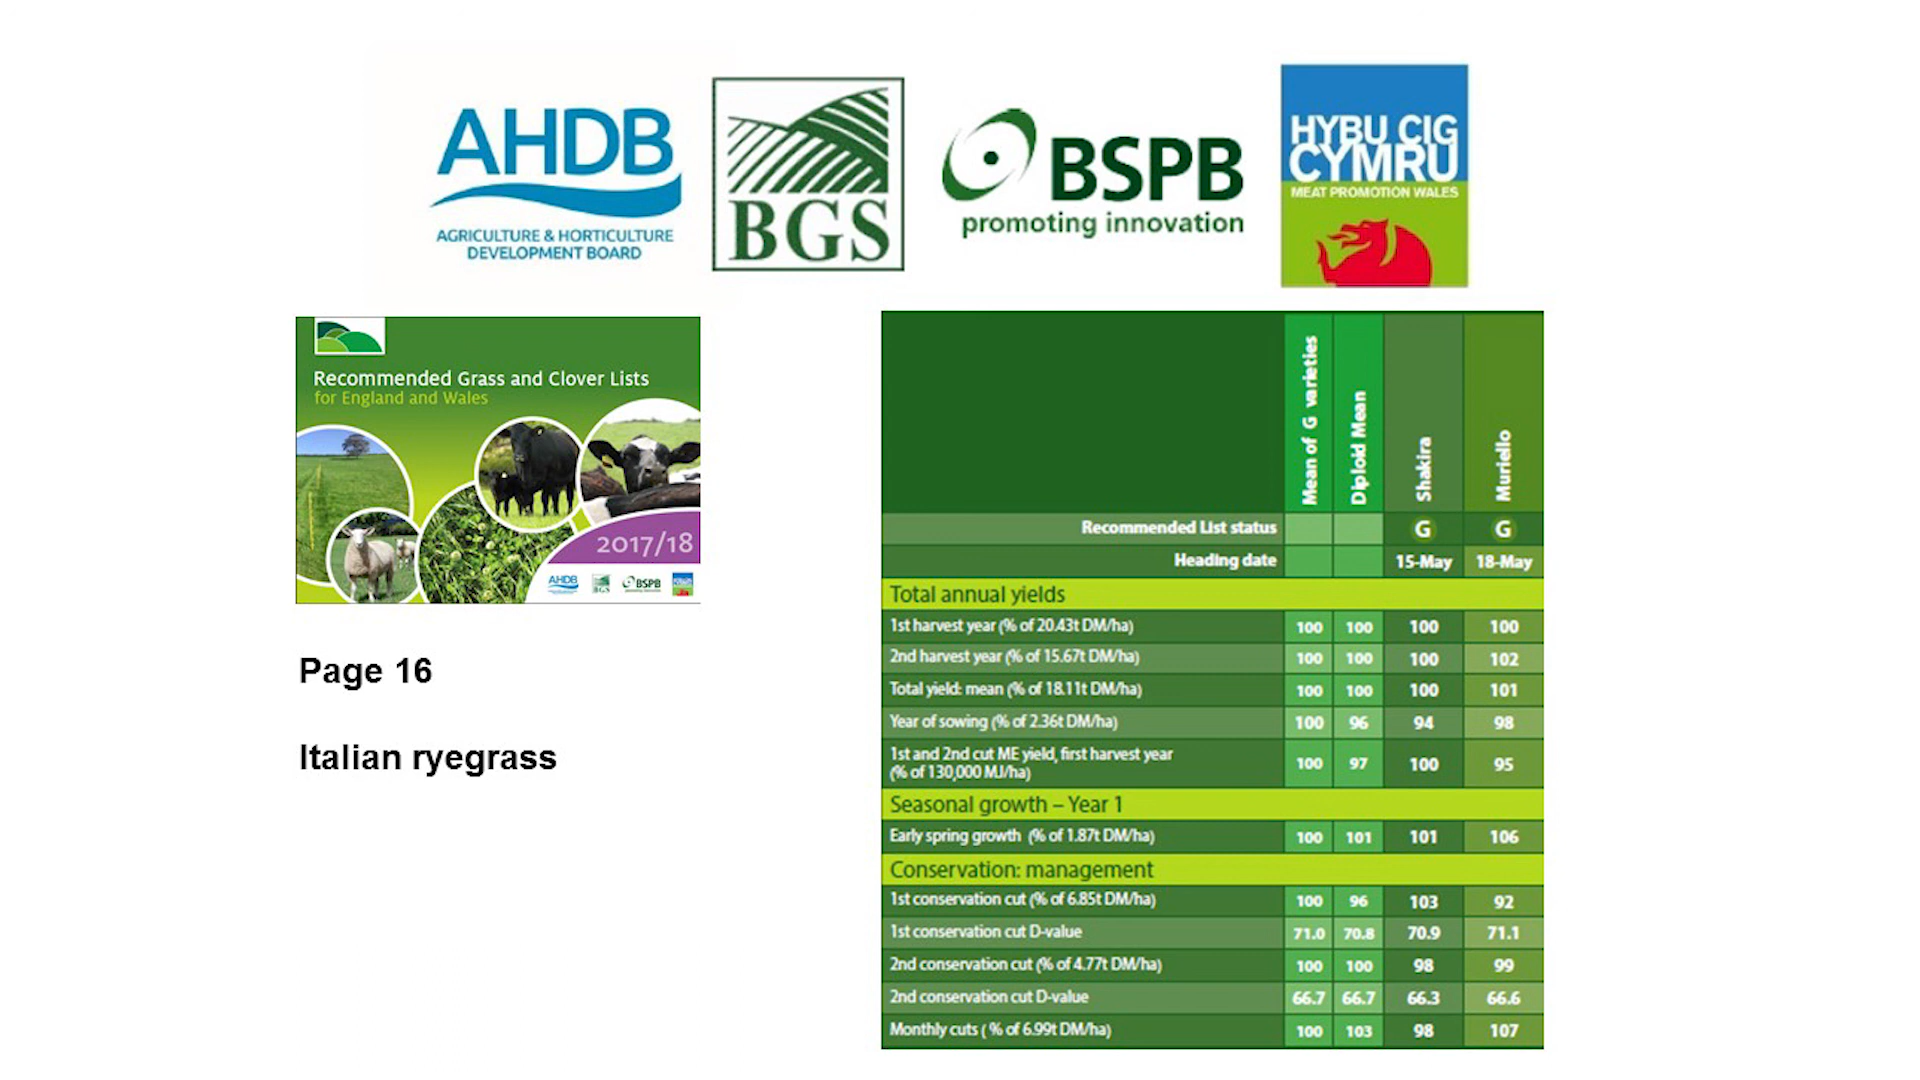 AHDB
AGRICULTURE & HORTICULTURE
DEVELOPMENT BOARD
BGS
BSPB
promoting innovation
HYBU CIG
CYMRU
MEAT PROMOTION WALES
Recommended Grass and Clover Lists
for England and Wales
2017/18
AHDB
BGS
BSPB
Page 16
Italian ryegrass
Mean of G varieties
Diploid Mean
Shakira
Muriello
Recommended List status G G
Heading date 15-May 18-May
Total annual yields
1st harvest year (% of 20.43t DM/ha) 100 100 100 100
2nd harvest year (% of 15.67t DM/ha) 100 100 100 102
Total yield: mean (% of 18.11t DM/ha) 100 100 100 101
Year of sowing (% of 2.36t DM/ha) 100 96 94 98
1st and 2nd cut ME yield, first harvest year
(% of 130,000 MJ/ha) 100 97 100 95
Seasonal growth – Year 1
Early spring growth (% of 1.87t DM/ha) 100 101 101 106
Conservation: management
1st conservation cut (% of 6.85t DM/ha) 100 96 103 92
1st conservation cut D-value 71.0 70.8 70.9 71.1
2nd conservation cut (% of 4.77t DM/ha) 100 100 98 99
2nd conservation cut D-value 66.7 66.7 66.3 66.6
Monthly cuts ( % of 6.99t DM/ha) 100 103 98 107